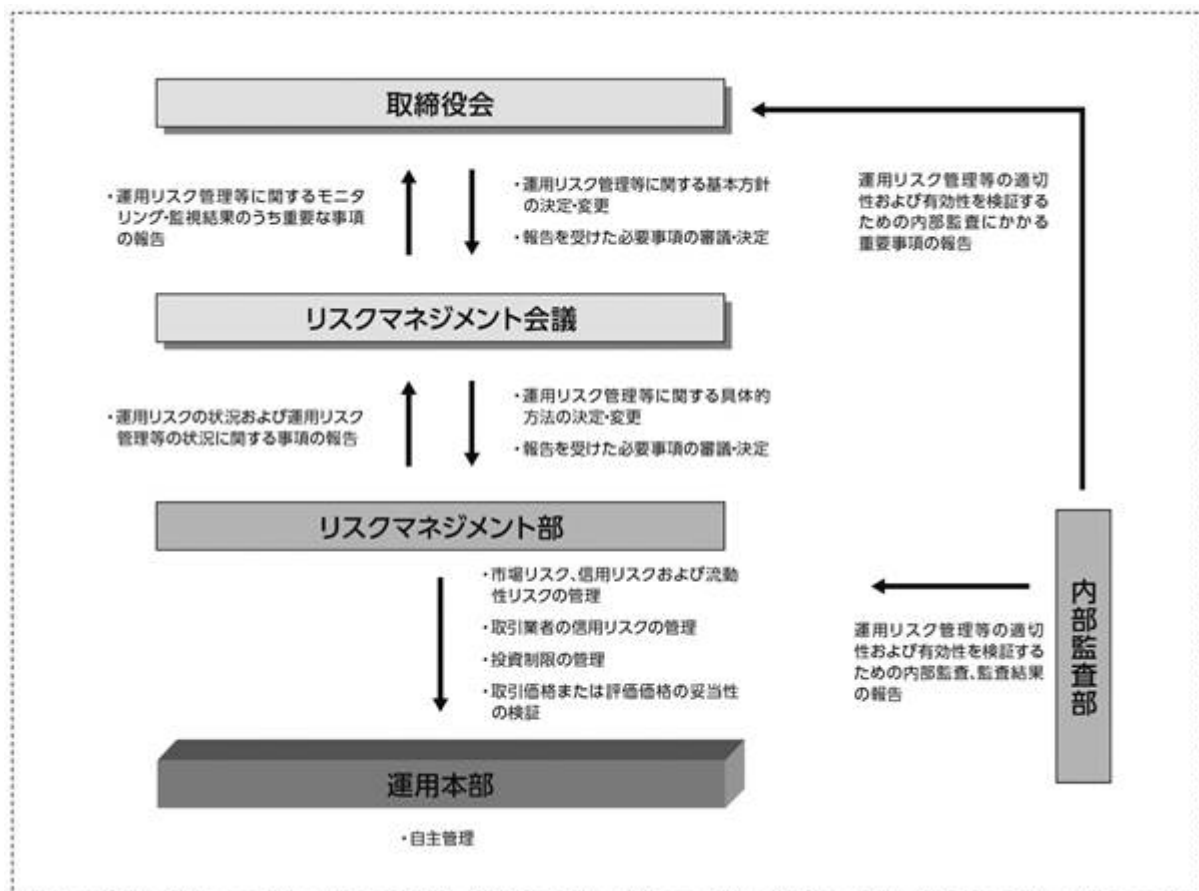 取締役会
・運用リスク管理等に関するモニタ
リング・監視結果のうち重要な事項
の報告
・運用リスク管理等に関する基本方針
の決定・変更
・報告を受けた必要事項の審議・決定
運用リスク管理等の適切
性および有効性を検証する
ための内部監査にかかる
重要事項の報告
リスクマネジメント会議
・運用リスクの状況および運用リスク
管理等の状況に関する事項の報告
・運用リスク管理等に関する具体的
方法の決定・変更
・報告を受けた必要事項の審議・決定
リスクマネジメント部
・市場リスク、信用リスクおよび流動
性リスクの管理
・取引業者の信用リスクの管理
・投資制限の管理
・取引価格または評価価格の妥当性
の検証
運用リスク管理等の適切
性および有効性を検証する
ための内部監査、監査結果
の報告
内部監査部
運用本部
・自主管理